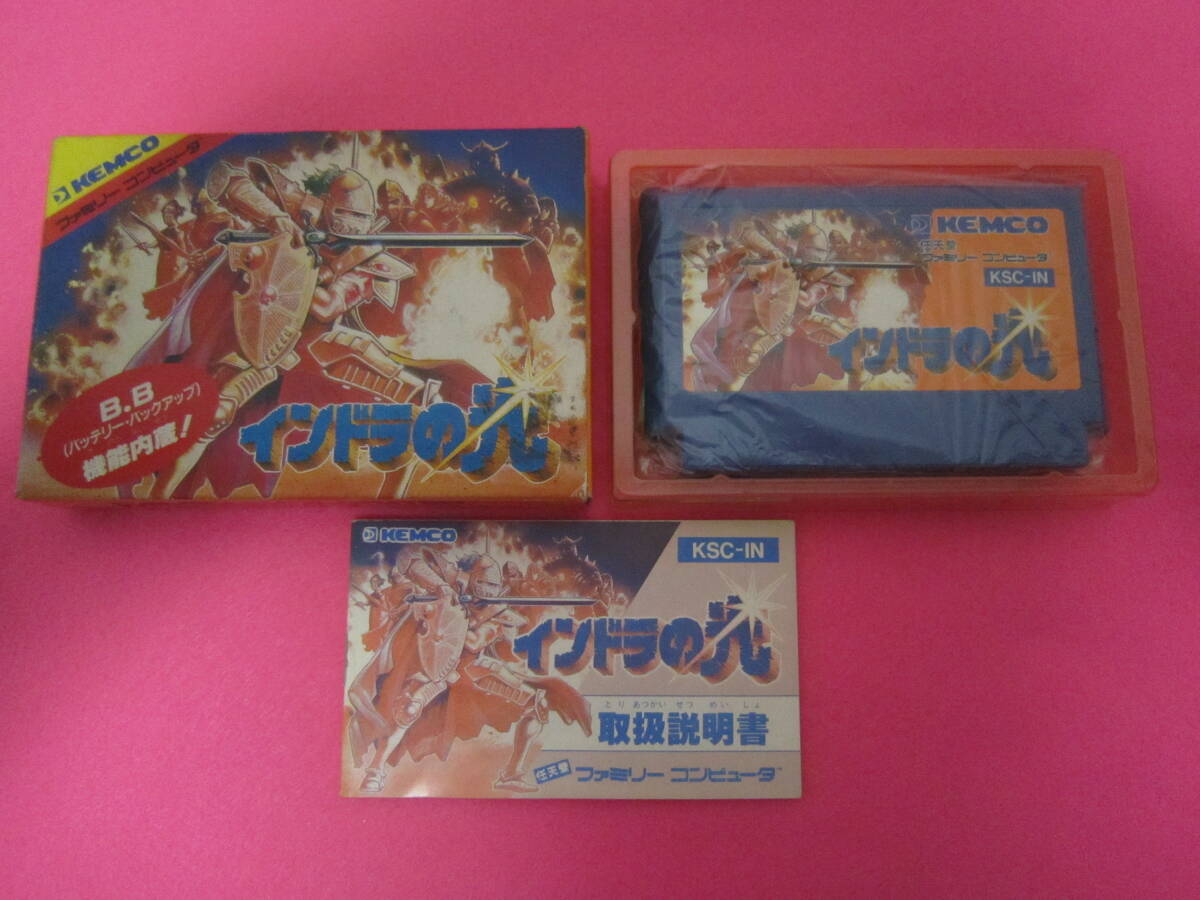 KEMCO
ファミリー コンピュータ™
B.B
(バッテリー・バックアップ)
機能内蔵!
インドラの光
KEMCO
任天堂
ファミリー コンピュータ
KSC-IN
インドラの光
KEMCO
KSC-IN
インドラの光
とり あつかい せつ めい しょ
取扱説明書
任天堂 ファミリー コンピュータ™